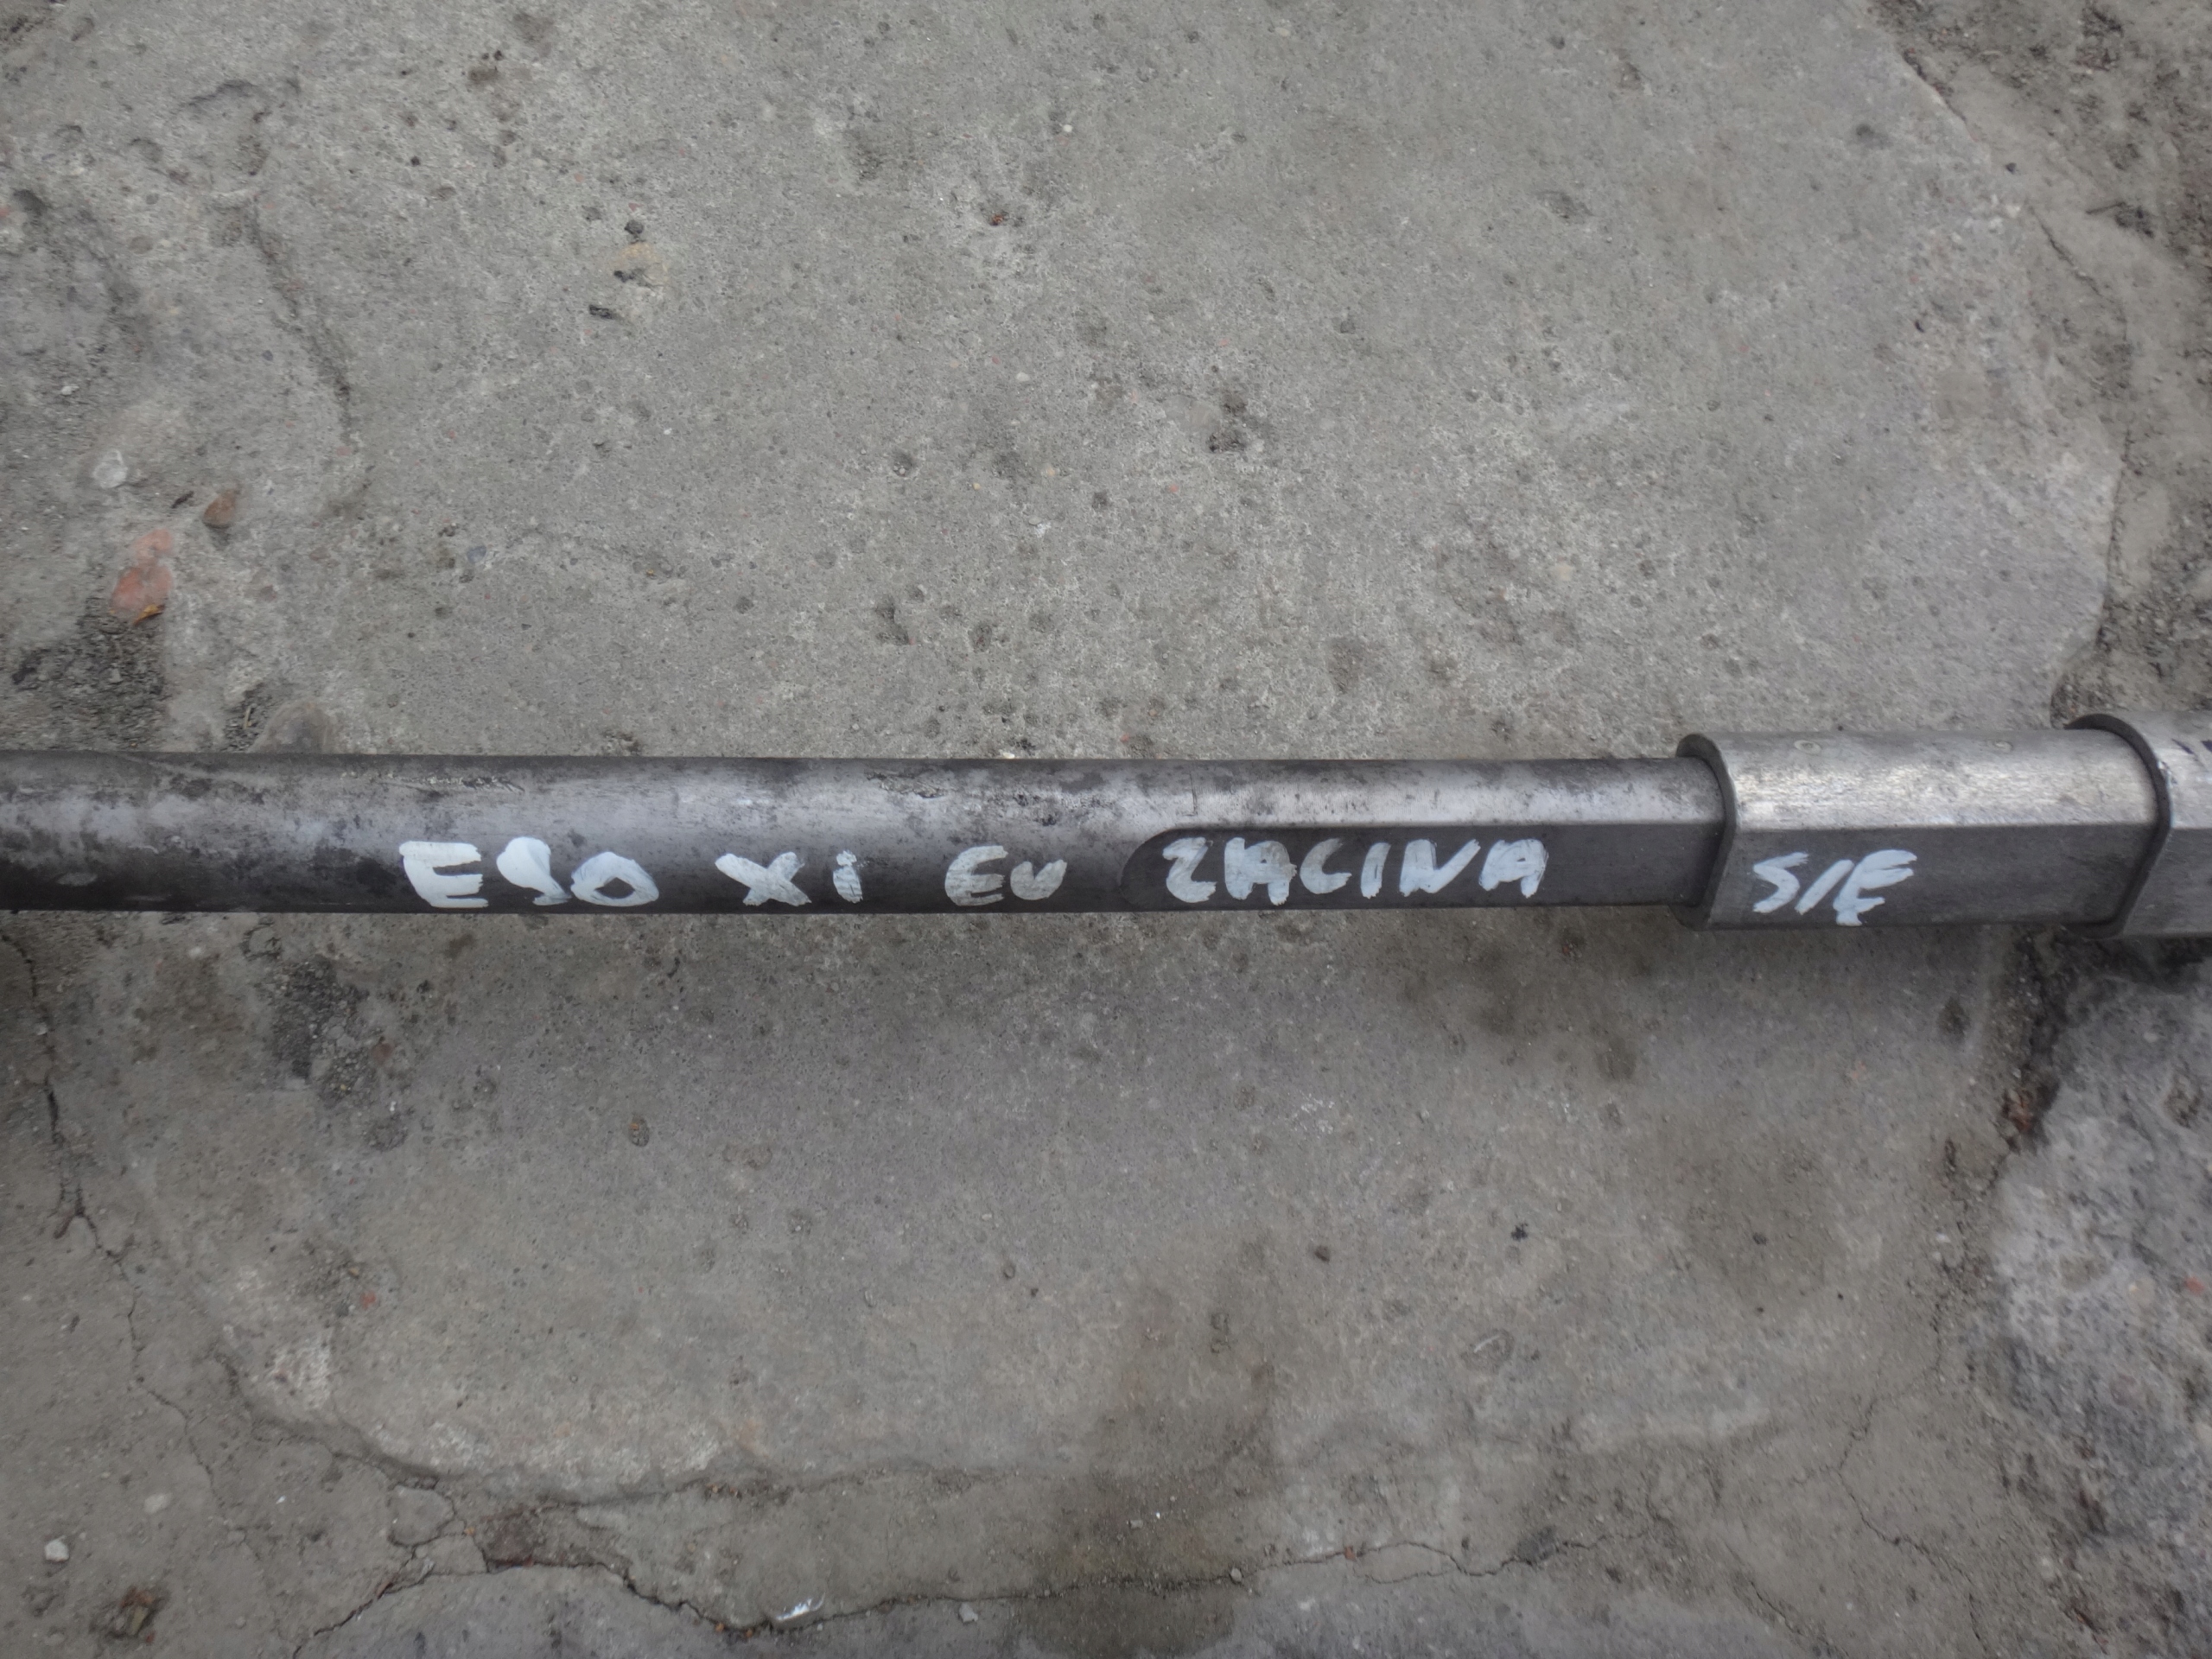 E90 Xi EU ZACINA S/E